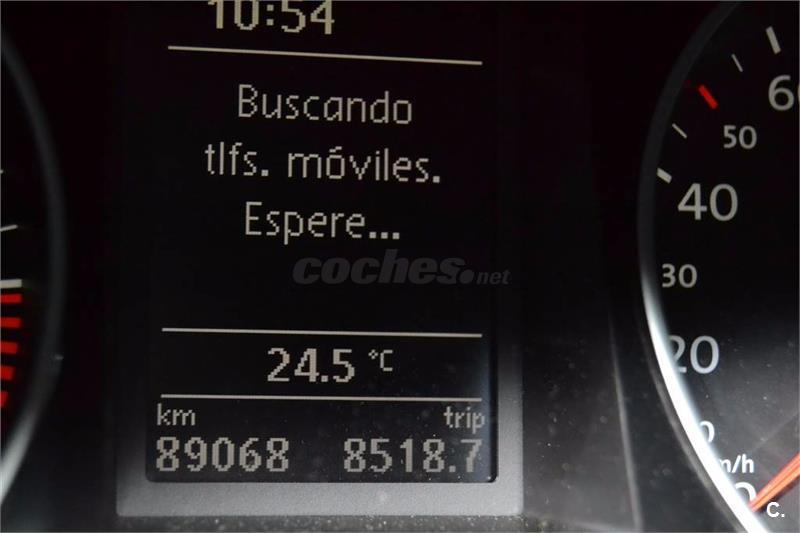 10:54
Buscando
tlfs. móviles.
Espere...
coches.net
24.5 °C
km trip
89068 8518.7
60
50
40
30
20
km/h
C.